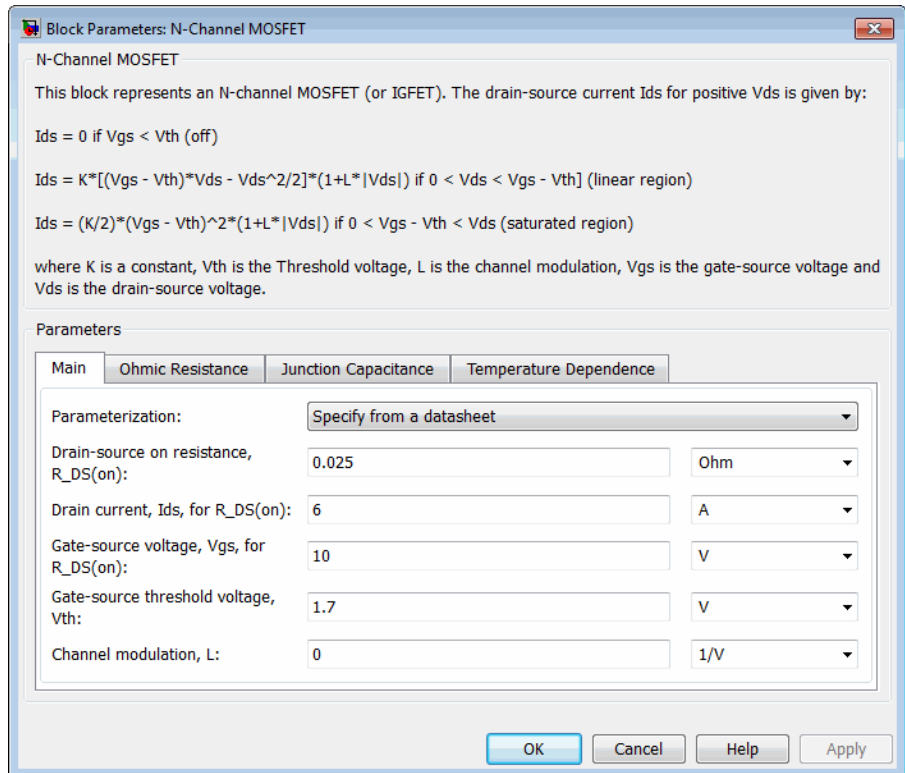 Block Parameters: N-Channel MOSFET
N-Channel MOSFET
This block represents an N-channel MOSFET (or IGFET). The drain-source current Ids for positive Vds is given by:
Ids = 0 if Vgs < Vth (off)
Ids = K*[(Vgs - Vth)*Vds - Vds^2/2]*(1+L*|Vds|) if 0 < Vds < Vgs - Vth] (linear region)
Ids = (K/2)*(Vgs - Vth)^2*(1+L*|Vds|) if 0 < Vgs - Vth < Vds (saturated region)
where K is a constant, Vth is the Threshold voltage, L is the channel modulation, Vgs is the gate-source voltage and
Vds is the drain-source voltage.
Parameters
Main Ohmic Resistance Junction Capacitance Temperature Dependence
Parameterization: Specify from a datasheet
Drain-source on resistance,
R_DS(on): 0.025 Ohm
Drain current, Ids, for R_DS(on): 6 A
Gate-source voltage, Vgs, for
R_DS(on): 10 V
Gate-source threshold voltage,
Vth: 1.7 V
Channel modulation, L: 0 1/V
OK Cancel Help Apply